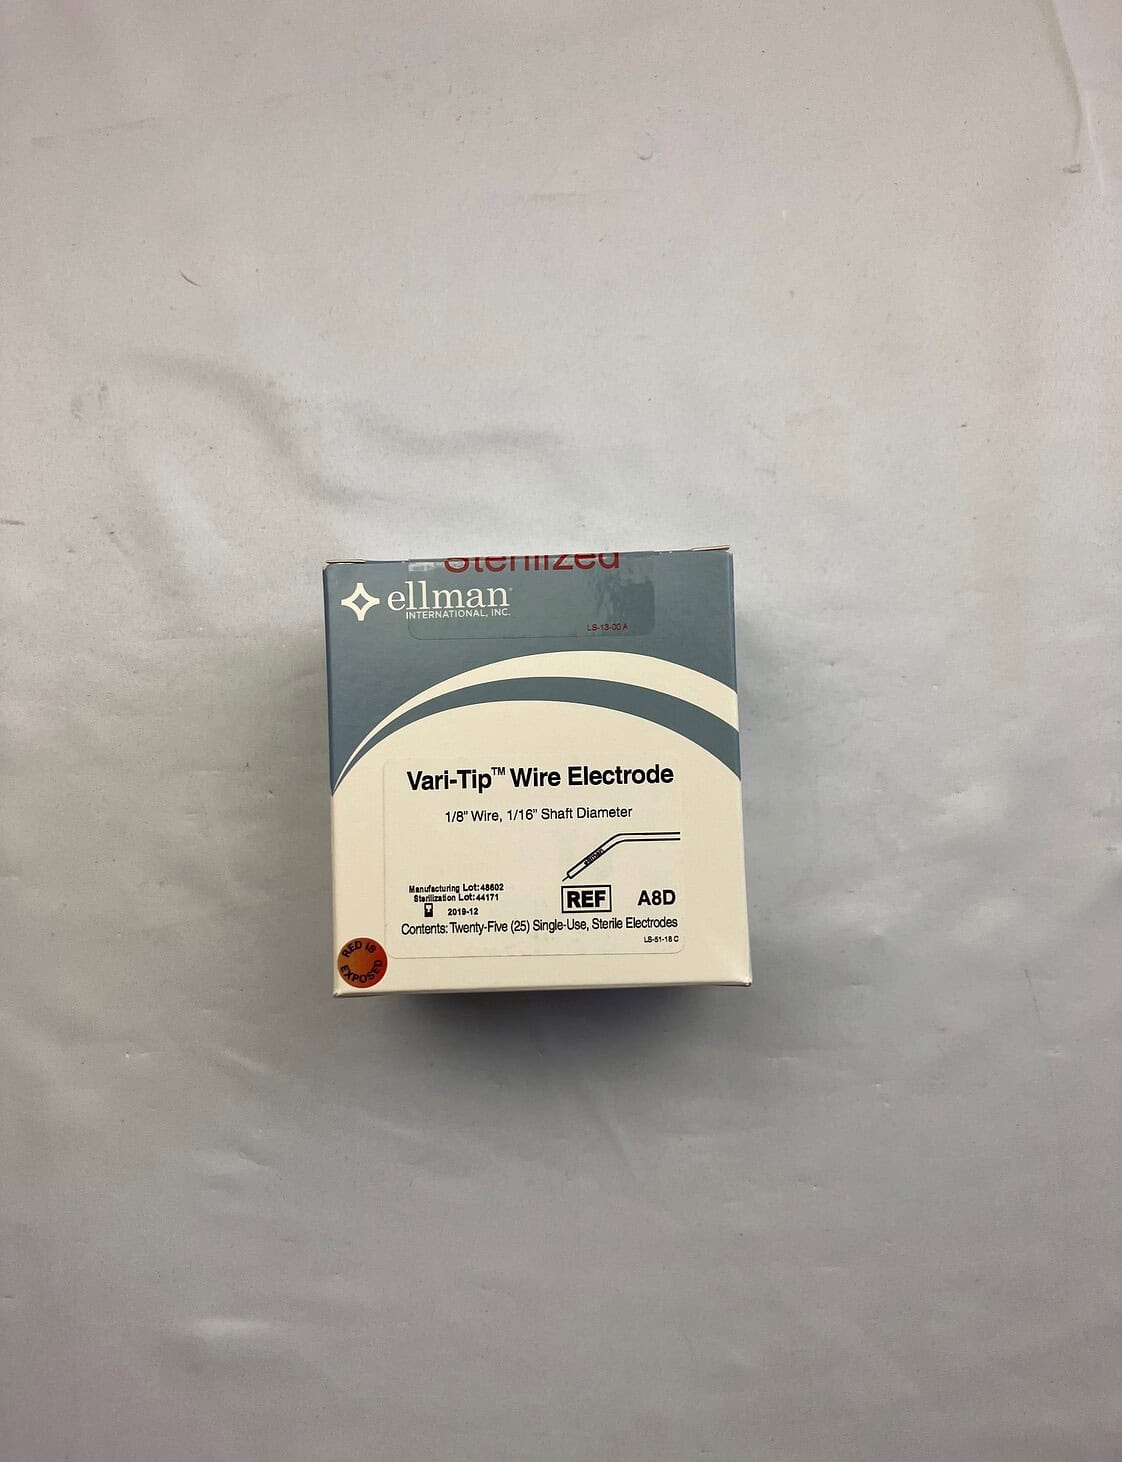 Sterilized
ellman
INTERNATIONAL, INC.
LS-13-00 A
Vari-Tip™ Wire Electrode
1/8" Wire, 1/16" Shaft Diameter
ellman
Manufacturing Lot:48602
Sterilization Lot:44171
2019-12
REF A8D
Contents: Twenty-Five (25) Single-Use, Sterile Electrodes
LS-51-16 C
RED IS
EXPOSED